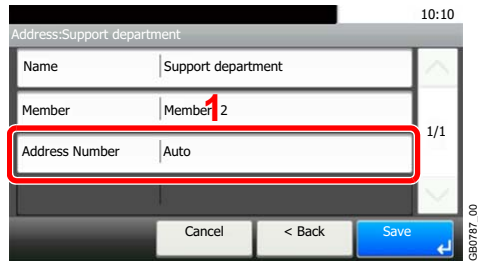 10:10
Address:Support department
Name Support department
Member Member: 2
1
1/1
Address Number Auto
Cancel < Back Save
GB0787_00